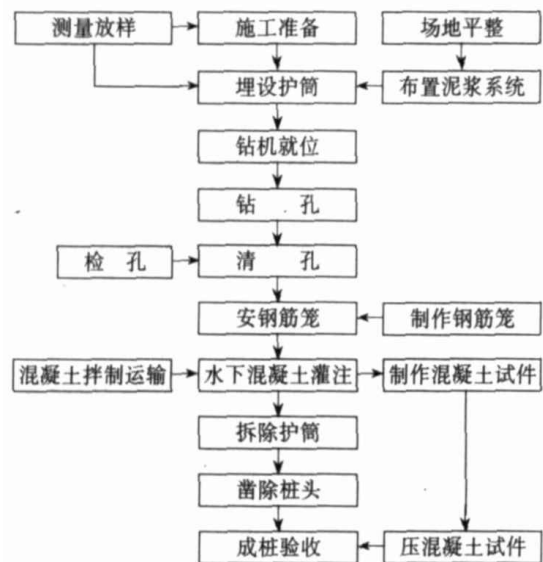 测量放样
施工准备
场地平整
埋设护筒
布置泥浆系统
钻机就位
钻 孔
检 孔
清 孔
安钢筋笼
制作钢筋笼
混凝土拌制运输
水下混凝土灌注
制作混凝土试件
拆除护筒
凿除桩头
成桩验收
压混凝土试件